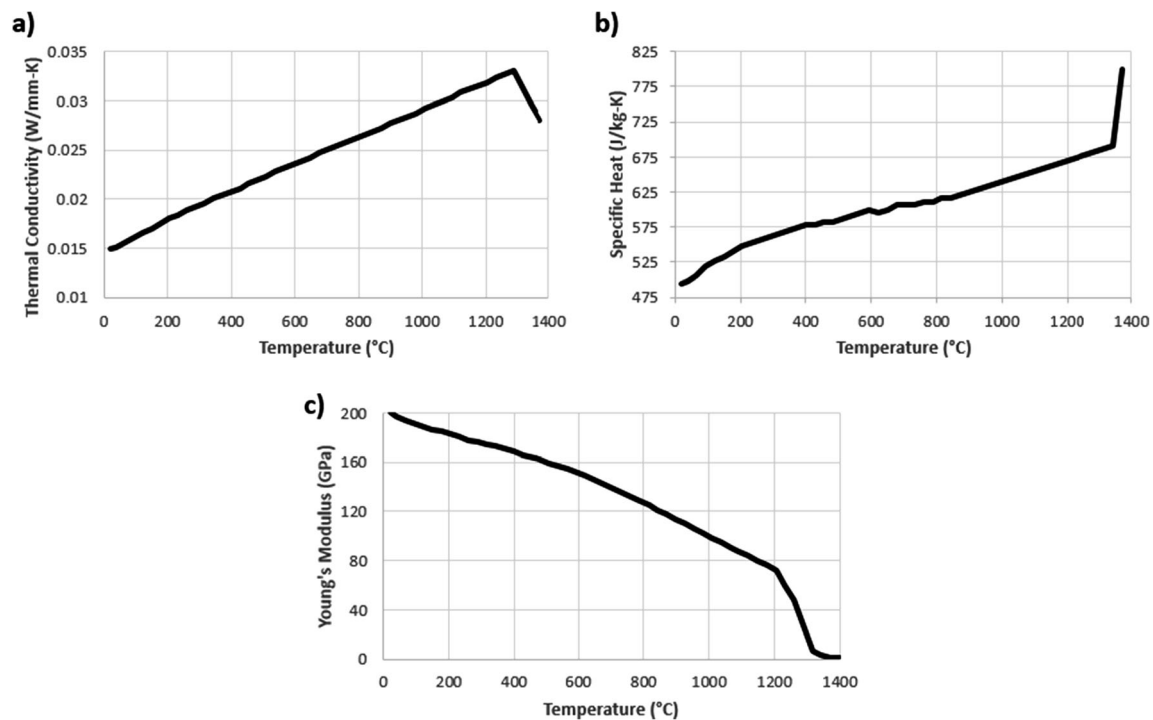 a)
Thermal Conductivity (W/mm-K)
0.035
0.03
0.025
0.02
0.015
0.01
0 200 400 600 800 1000 1200 1400
Temperature (°C)
b)
Specific Heat (J/kg-K)
825
775
725
675
625
575
525
475
0 200 400 600 800 1000 1200 1400
Temperature (°C)
c)
Young's Modulus (GPa)
200
160
120
80
40
0
0 200 400 600 800 1000 1200 1400
Temperature (°C)